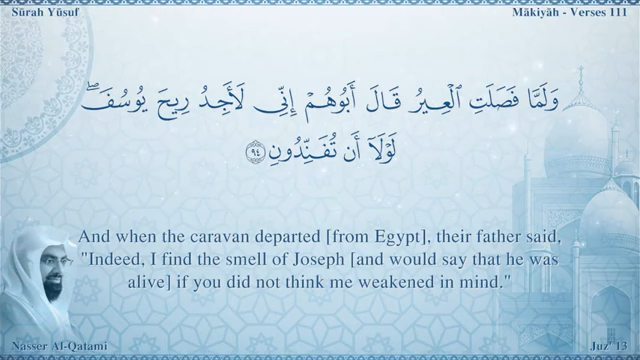 Sūrah Yūsuf
Mākiyāh - Verses 111
وَلَمَّا فَصَلَتِ ٱلْعِيرُ قَالَ أَبُوهُمْ إِنِّى لَأَجِدُ رِيحَ يُوسُفَ ۖ
لَوْلَآ أَن تُفَنِّدُونِ ٩٤
And when the caravan departed [from Egypt], their father said,
"Indeed, I find the smell of Joseph [and would say that he was
alive] if you did not think me weakened in mind."
Nasser Al-Qatami
Juz' 13